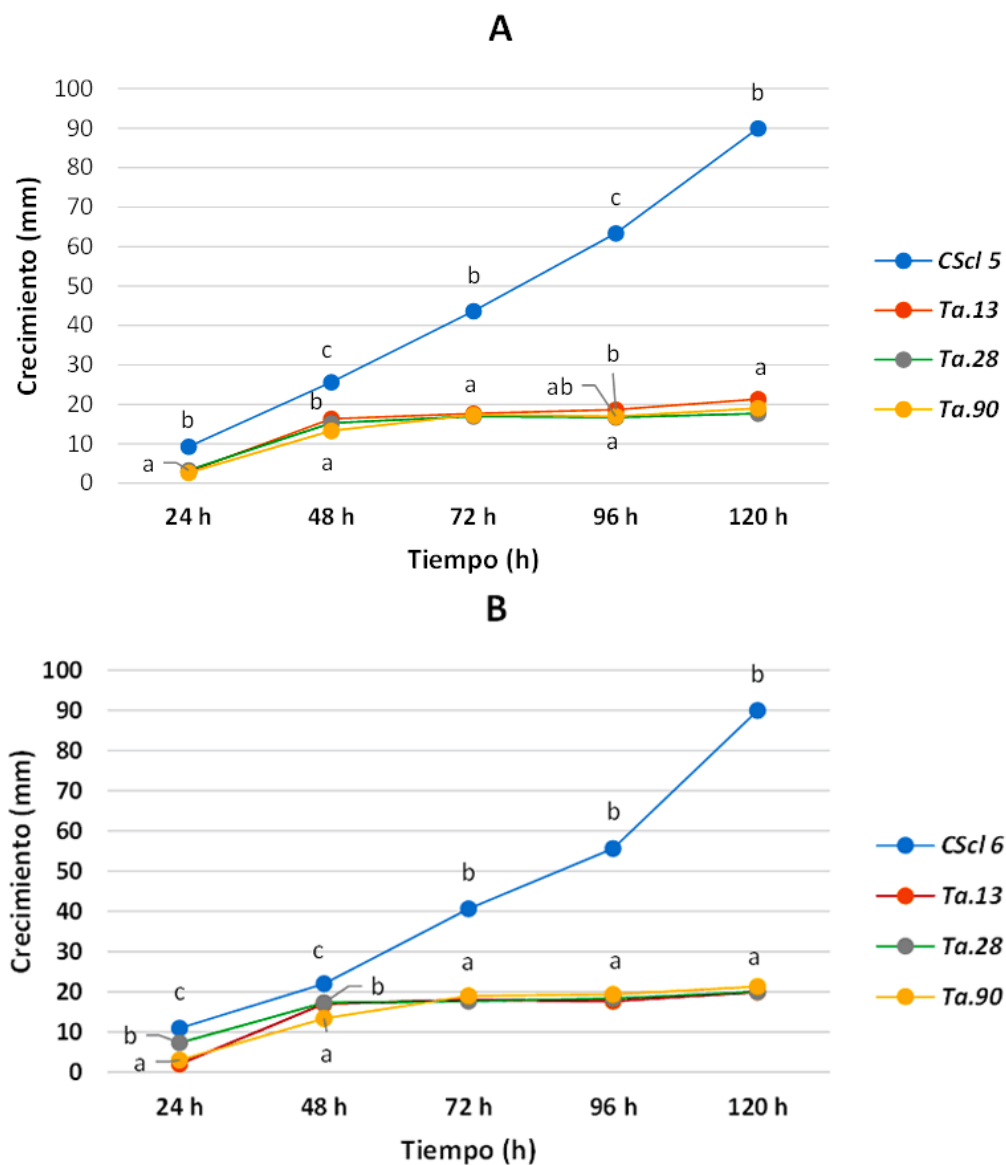 A
100
b
90
80
70
c
60
50
b
40
30
c
b
a
ab
b
a
20
b
10
a
a
a
0
24 h 48 h 72 h 96 h 120 h
Crecimiento (mm)
Tiempo (h)
CScl 5
Ta.13
Ta.28
Ta.90
B
100
b
90
80
70
60
b
50
b
40
30
c
a
a
a
20
c
b
10
b
a
a
0
24 h 48 h 72 h 96 h 120 h
Crecimiento (mm)
Tiempo (h)
CScl 6
Ta.13
Ta.28
Ta.90